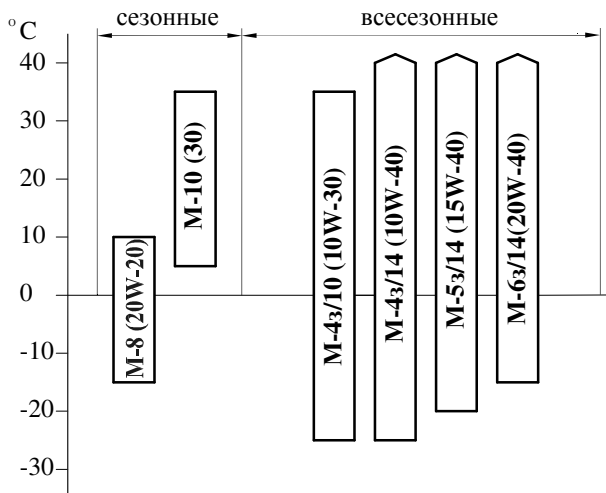 сезонные
всесезонные
°C
40
30
20
10
0
-10
-20
-30
М-8 (20W-20)
М-10 (30)
М-4з/10 (10W-30)
М-4з/14 (10W-40)
М-5з/14 (15W-40)
М-6з/14(20W-40)